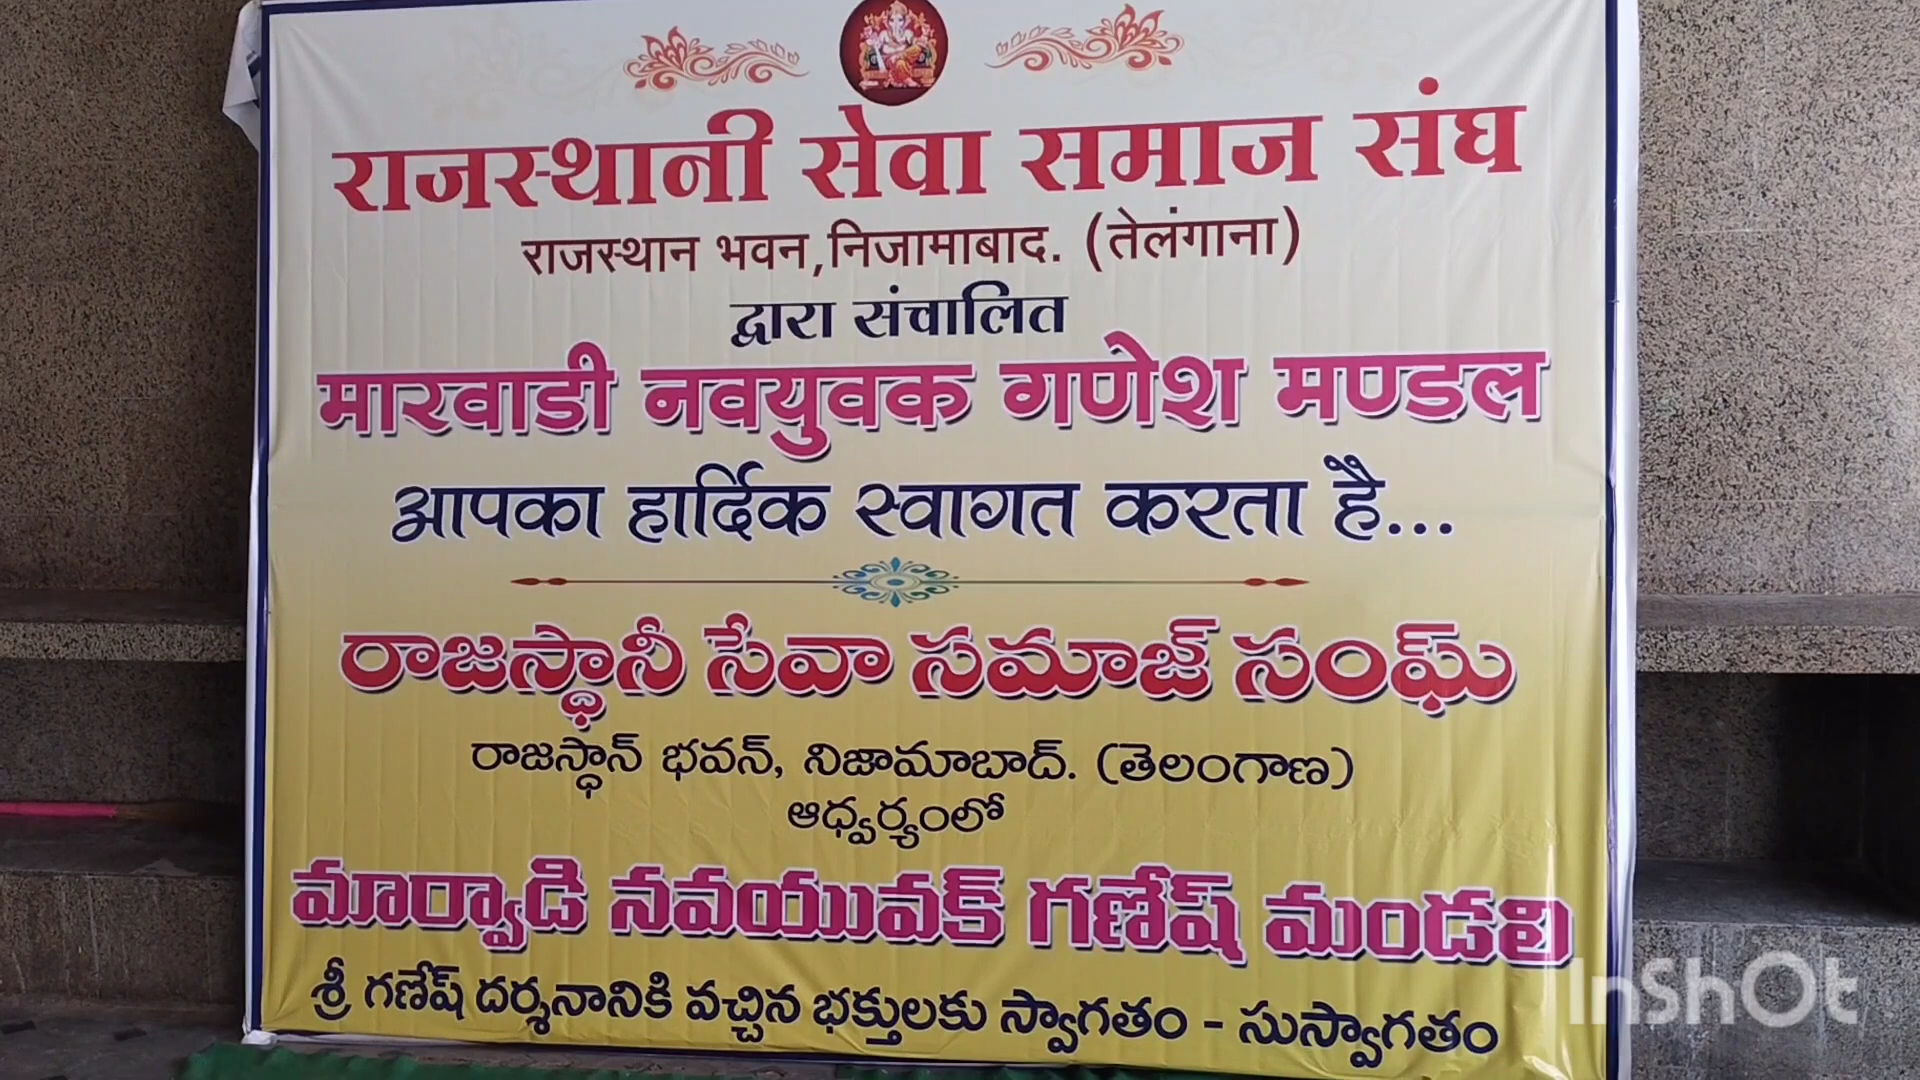 राजस्थानी सेवा समाज संघ
राजस्थान भवन,निजामाबाद. (तेलंगाना)
द्वारा संचालित
मारवाडी नवयुवक गणेश मण्डल
आपका हार्दिक स्वागत करता है...
రాజస్థానీ సేవా సమాజ్ సంఘ్
రాజస్థాన్ భవన్, నిజామాబాద్. (తెలంగాణ)
ఆధ్వర్యంలో
మార్వాడి నవయువక్ గణేష్ మండలి
శ్రీ గణేష్ దర్శనానికి వచ్చిన భక్తులకు స్వాగతం - సుస్వాగతం
InShOt